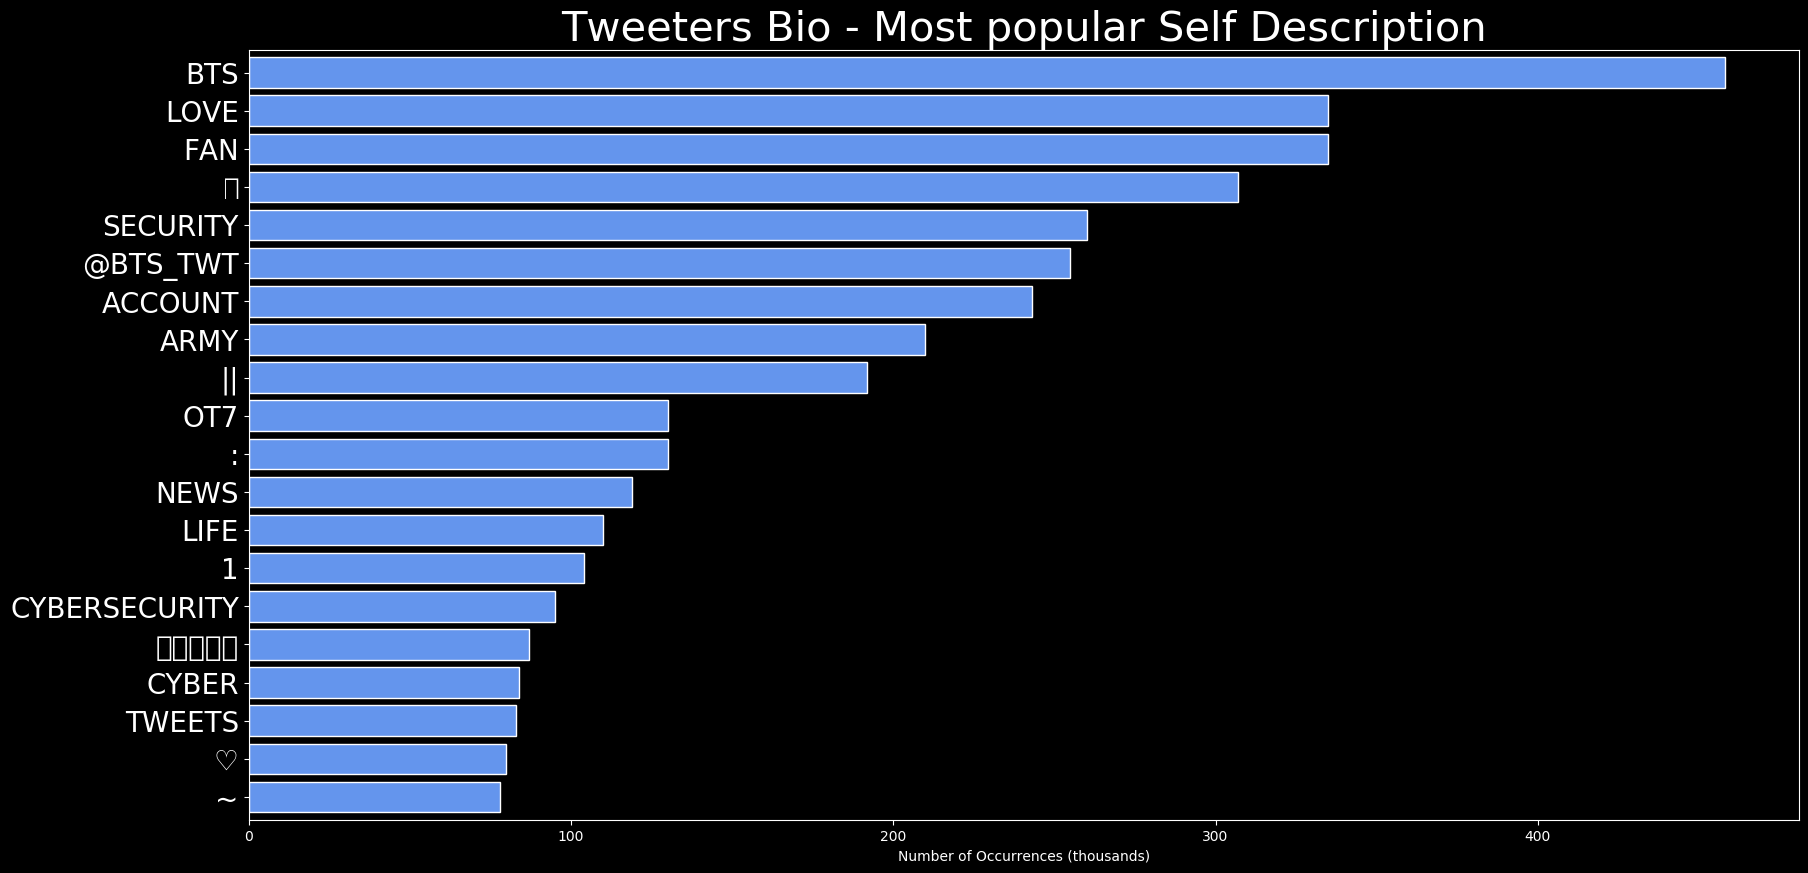 Tweeters Bio - Most popular Self Description
BTS
LOVE
FAN
SECURITY
@BTS_TWT
ACCOUNT
ARMY
||
OT7
:
NEWS
LIFE
1
CYBERSECURITY
CYBER
TWEETS
♡
~
0 100 200 300 400
Number of Occurrences (thousands)